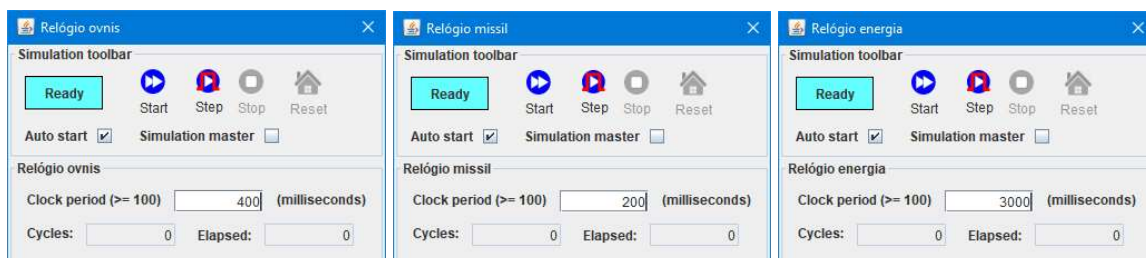 Relógio ovnis
Simulation toolbar
Ready
Start Step Stop Reset
Auto start Simulation master
Relógio ovnis
Clock period (>= 100) 400 (milliseconds)
Cycles: 0 Elapsed: 0
Relógio missil
Simulation toolbar
Ready
Start Step Stop Reset
Auto start Simulation master
Relógio missil
Clock period (>= 100) 200 (milliseconds)
Cycles: 0 Elapsed: 0
Relógio energia
Simulation toolbar
Ready
Start Step Stop Reset
Auto start Simulation master
Relógio energia
Clock period (>= 100) 3000 (milliseconds)
Cycles: 0 Elapsed: 0